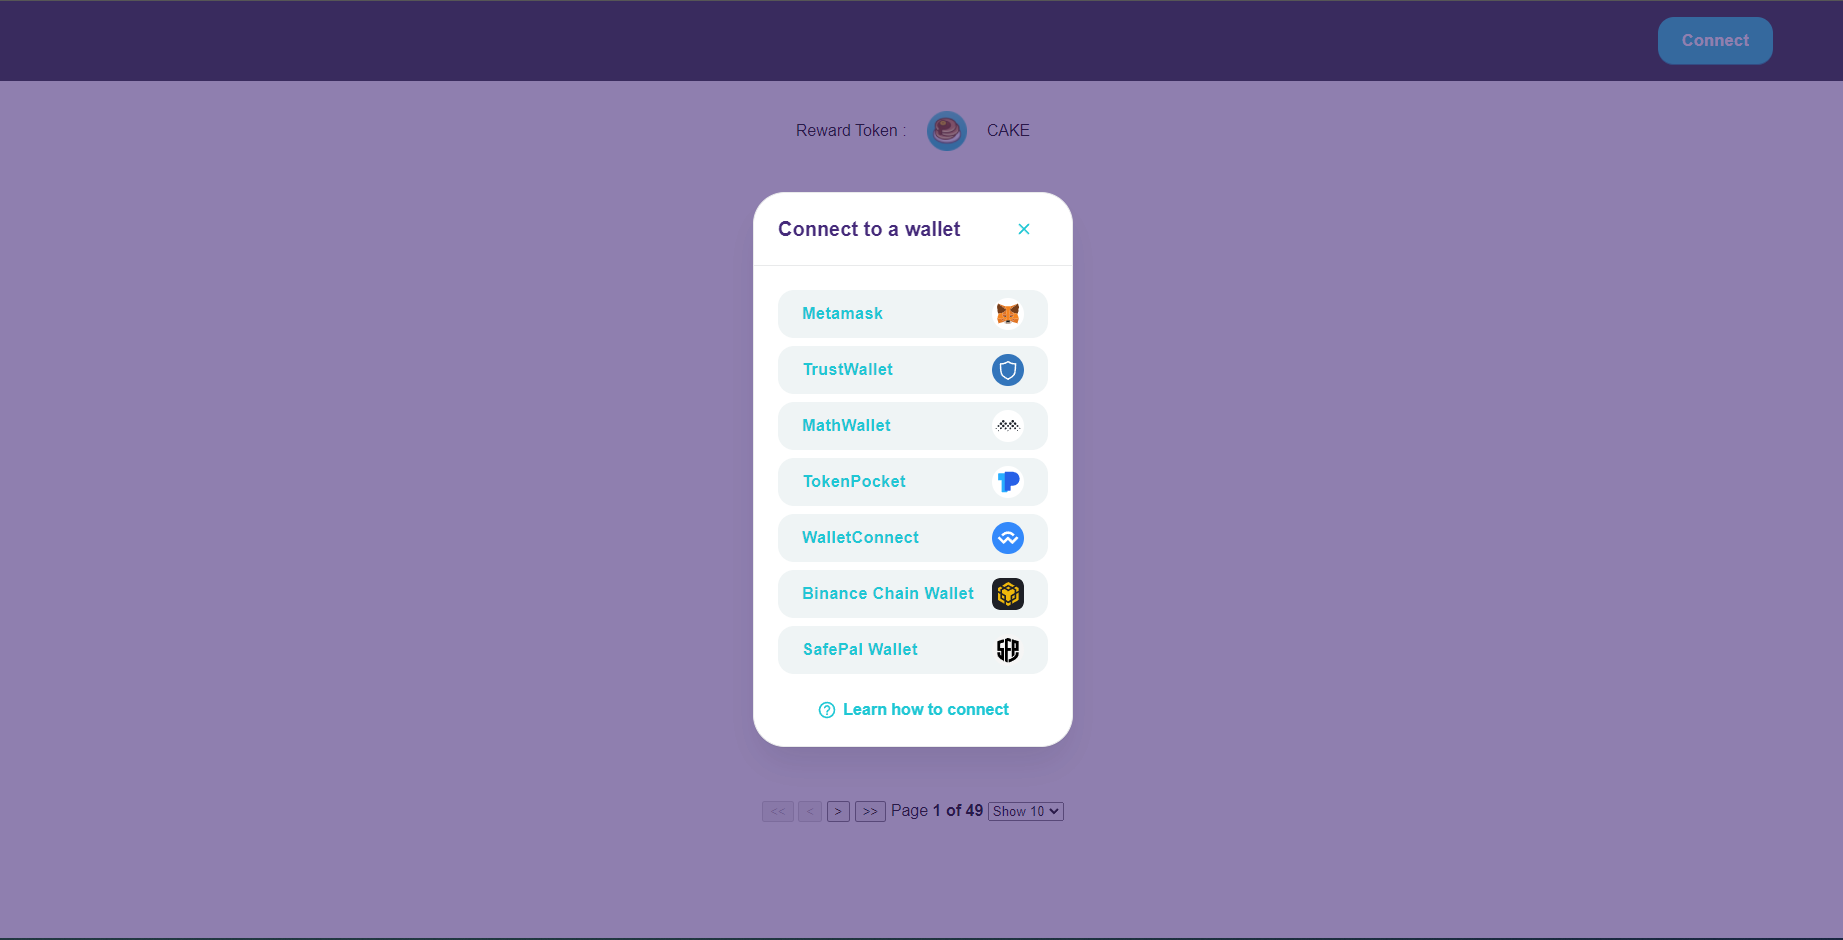 Connect
Reward Token : CAKE
Connect to a wallet
Metamask
TrustWallet
MathWallet
TokenPocket
WalletConnect
Binance Chain Wallet
SafePal Wallet
SFP
Learn how to connect
<< < > >> Page 1 of 49 Show 10